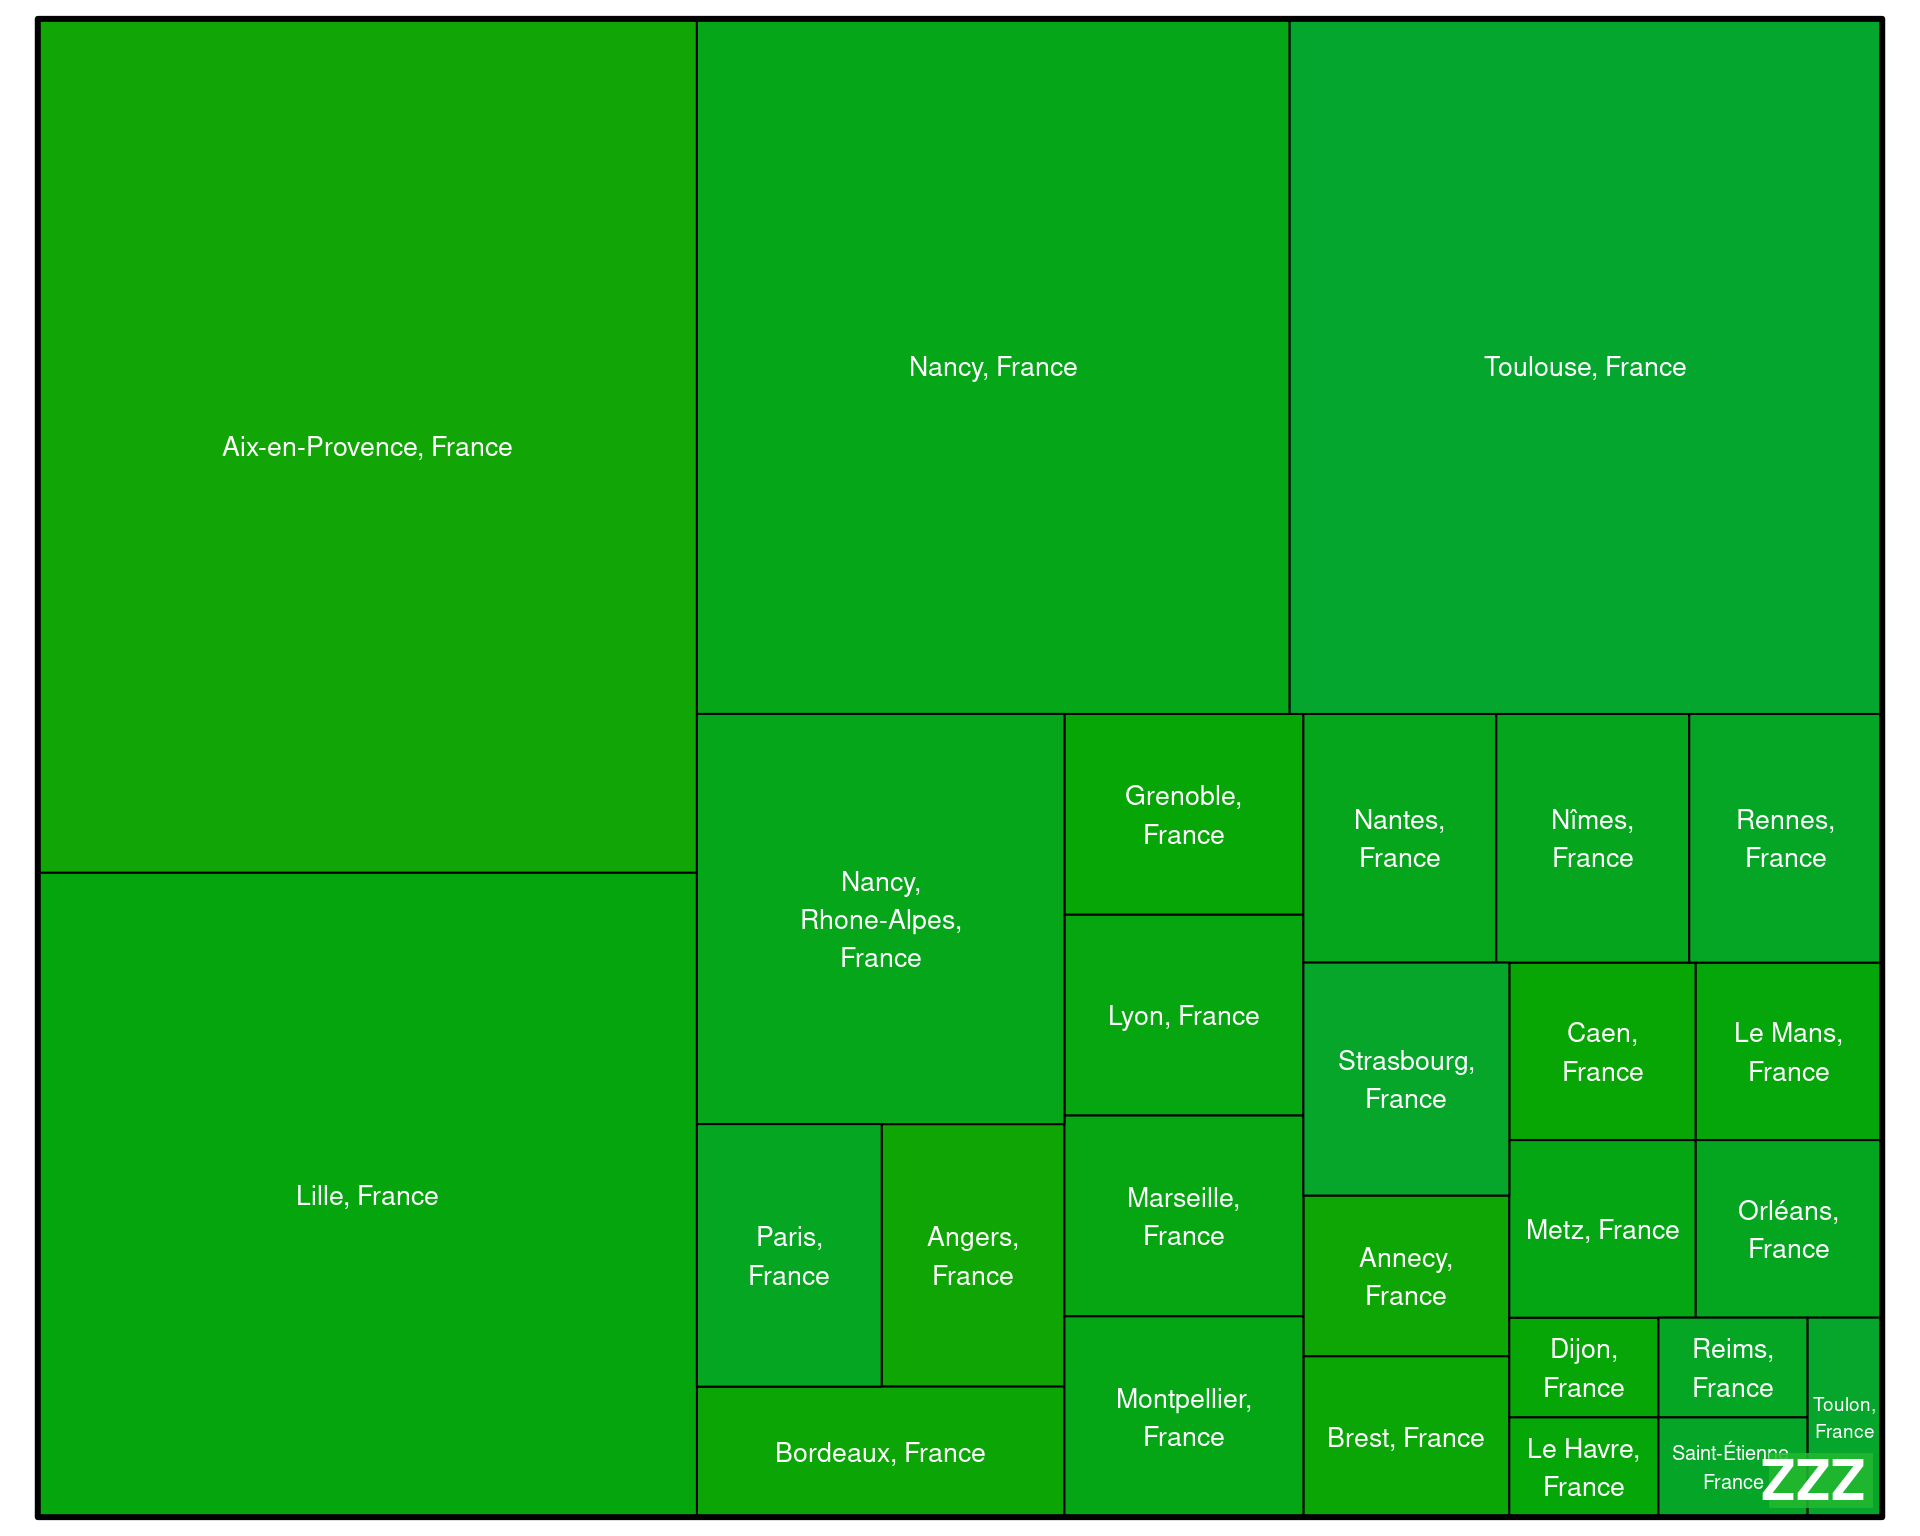 Aix-en-Provence, France
Nancy, France
Toulouse, France
Lille, France
Nancy,
Rhone-Alpes,
France
Grenoble,
France
Nantes,
France
Nîmes,
France
Rennes,
France
Lyon, France
Strasbourg,
France
Caen,
France
Le Mans,
France
Paris,
France
Angers,
France
Marseille,
France
Annecy,
France
Metz, France
Orléans,
France
Bordeaux, France
Montpellier,
France
Brest, France
Dijon,
France
Reims,
France
Toulon,
France
Le Havre,
France
Saint-Étienne
France
ZZZ